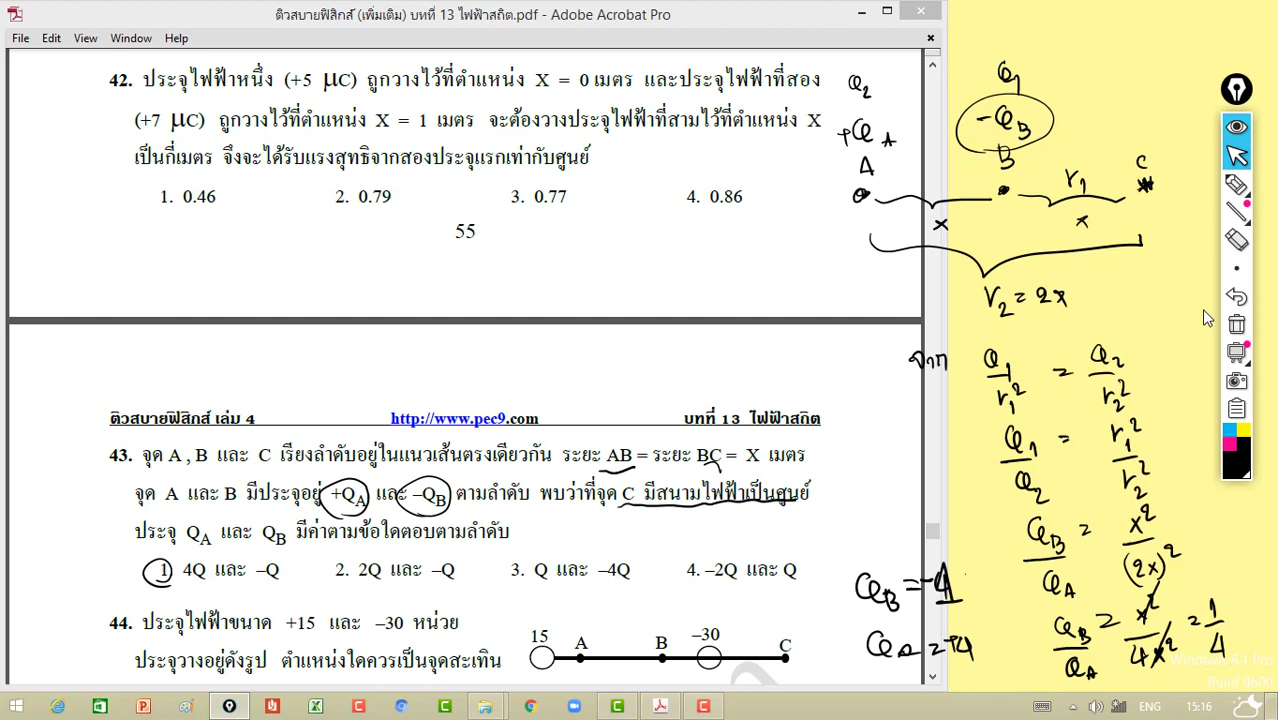 ติวสบายฟิสิกส์ (เพิ่มเติม) บทที่ 13 ไฟฟ้าสถิต.pdf - Adobe Acrobat Pro
File Edit View Window Help
42. ประจุไฟฟ้าหนึ่ง (+5 μC) ถูกวางไว้ที่ตำแหน่ง X = 0 เมตร และประจุไฟฟ้าที่สอง
(+7 μC) ถูกวางไว้ที่ตำแหน่ง X = 1 เมตร จะต้องวางประจุไฟฟ้าที่สามไว้ที่ตำแหน่ง X
เป็นกี่เมตร จึงจะได้รับแรงสุทธิจากสองประจุแรกเท่ากับศูนย์
1. 0.46 2. 0.79 3. 0.77 4. 0.86
55
ติวสบายฟิสิกส์ เล่ม 4 http://www.pec9.com บทที่ 13 ไฟฟ้าสถิต
43. จุด A , B และ C เรียงลำดับอยู่ในแนวเส้นตรงเดียวกัน ระยะ AB = ระยะ BC = X เมตร
จุด A และ B มีประจุอยู่ +QA และ –QB ตามลำดับ พบว่าที่จุด C มีสนามไฟฟ้าเป็นศูนย์
ประจุ QA และ QB มีค่าตามข้อใดตอบตามลำดับ
1 4Q และ –Q 2. 2Q และ –Q 3. Q และ –4Q 4. –2Q และ Q
44. ประจุไฟฟ้าขนาด +15 และ –30 หน่วย
ประจุวางอยู่ดังรูป ตำแหน่งใดควรเป็นจุดสะเทิน
15 A B –30 C
Q2 Q1
+QA -QB
A B C
r1
x x
r2 = 2x
จาก Q1/r1² = Q2/r2²
Q1/Q2 = r1²/r2²
QB/QA = x²/(2x)²
QB/QA = x²/4x² = 1/4
QB = -4
= +4
Windows 8.1 Pro
Build 9600
ENG 15:16